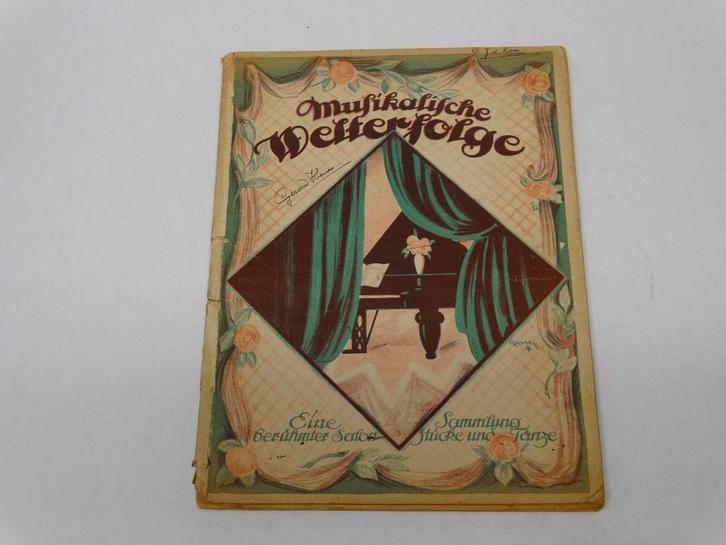 Musikalische
Welterfolge
Eine Sammlung
berühmter Salon- stücke und Tänze